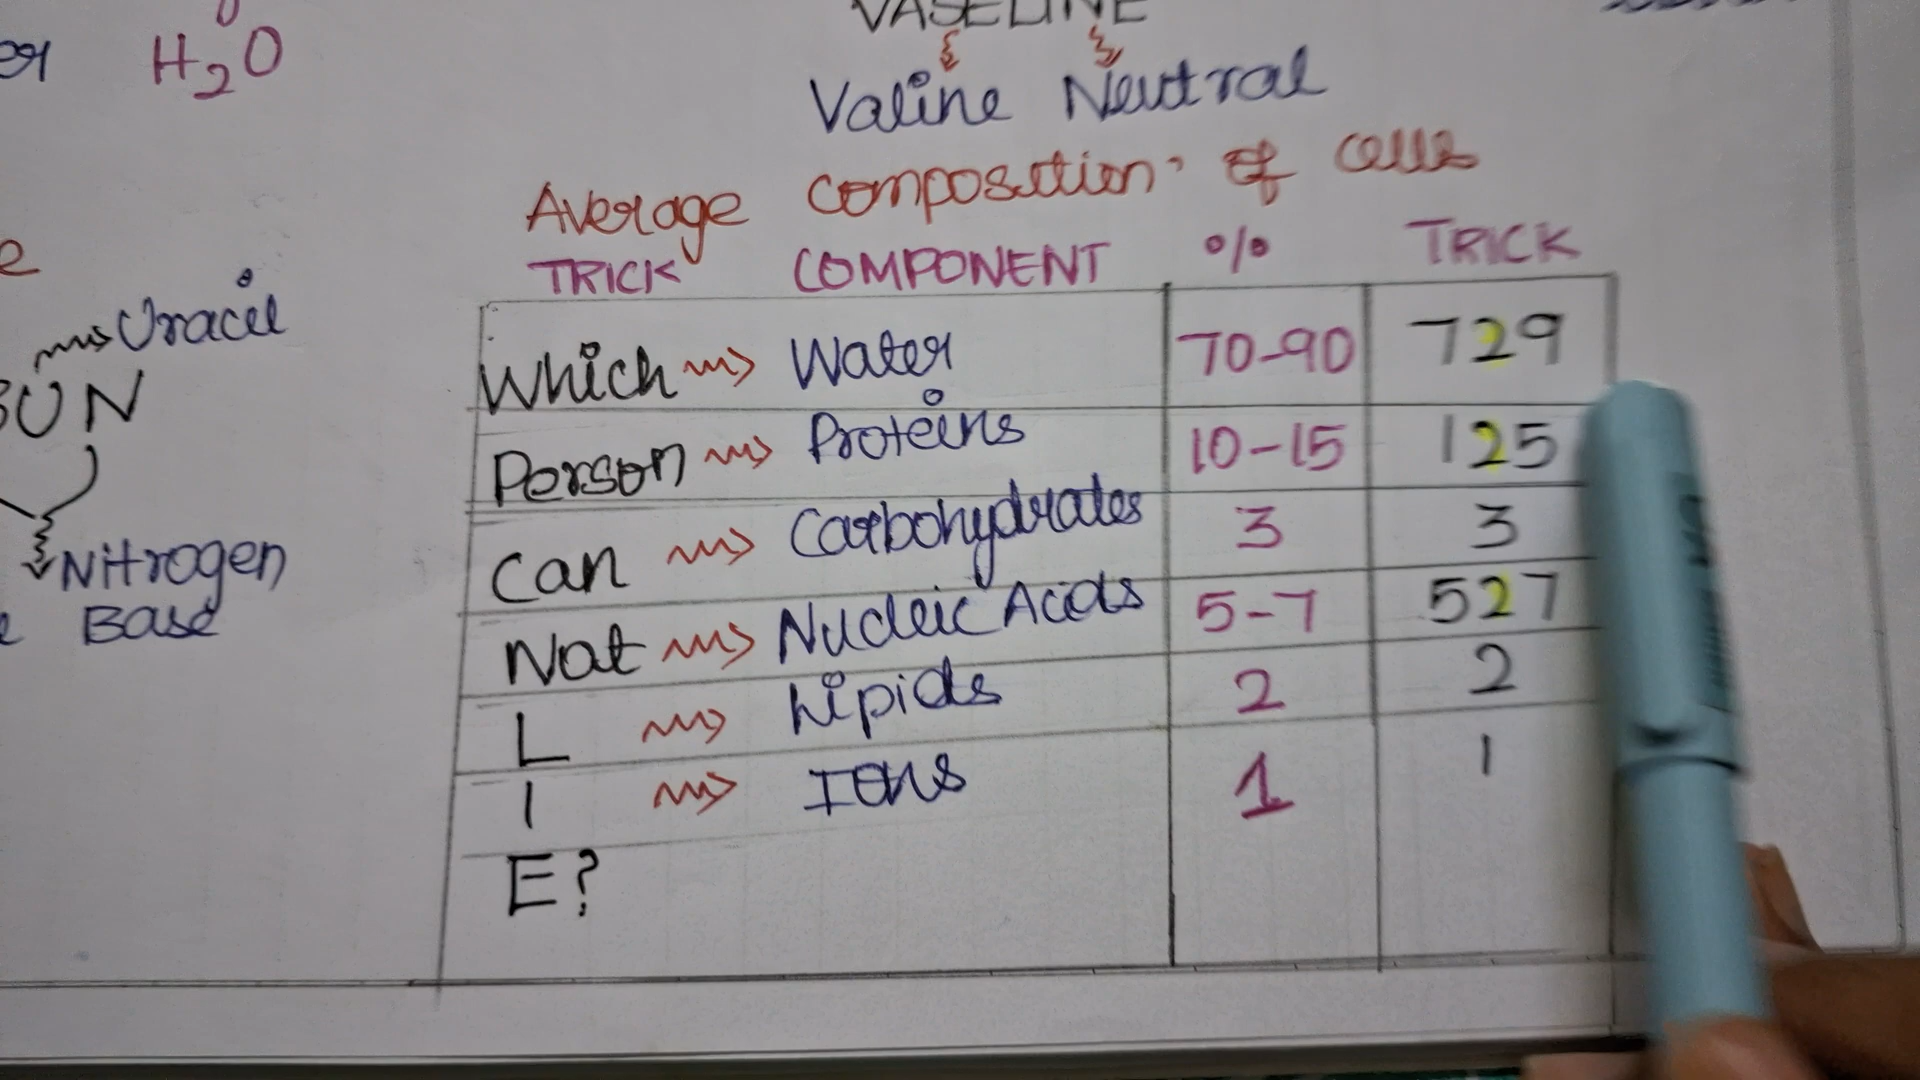 H₂O
VASELINE
Valine Neutral
Average composition of cells
TRICK COMPONENT % TRICK
Which Water 70-90 729
Person Proteins 10-15 125
Can Carbohydrates 3 3
Not Nucleic Acids 5-7 527
L Lipids 2 2
I Ions 1 1
E?
Uracil
UN
Nitrogen
Base